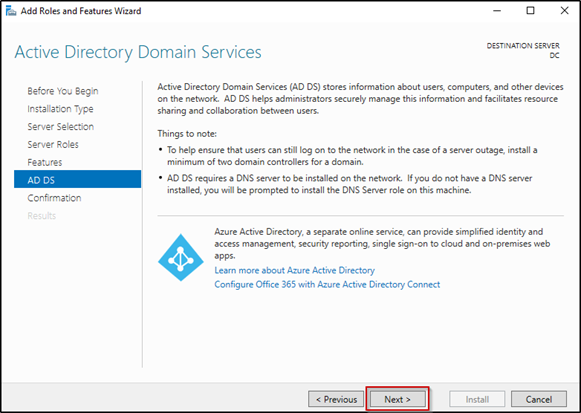 Add Roles and Features Wizard
Active Directory Domain Services
DESTINATION SERVER
DC
Before You Begin
Installation Type
Server Selection
Server Roles
Features
AD DS
Confirmation
Results
Active Directory Domain Services (AD DS) stores information about users, computers, and other devices
on the network.  AD DS helps administrators securely manage this information and facilitates resource
sharing and collaboration between users.
Things to note:
• To help ensure that users can still log on to the network in the case of a server outage, install a
minimum of two domain controllers for a domain.
• AD DS requires a DNS server to be installed on the network.  If you do not have a DNS server
installed, you will be prompted to install the DNS Server role on this machine.
Azure Active Directory, a separate online service, can provide simplified identity and
access management, security reporting, single sign-on to cloud and on-premises web
apps.
Learn more about Azure Active Directory
Configure Office 365 with Azure Active Directory Connect
< Previous
Next >
Install
Cancel